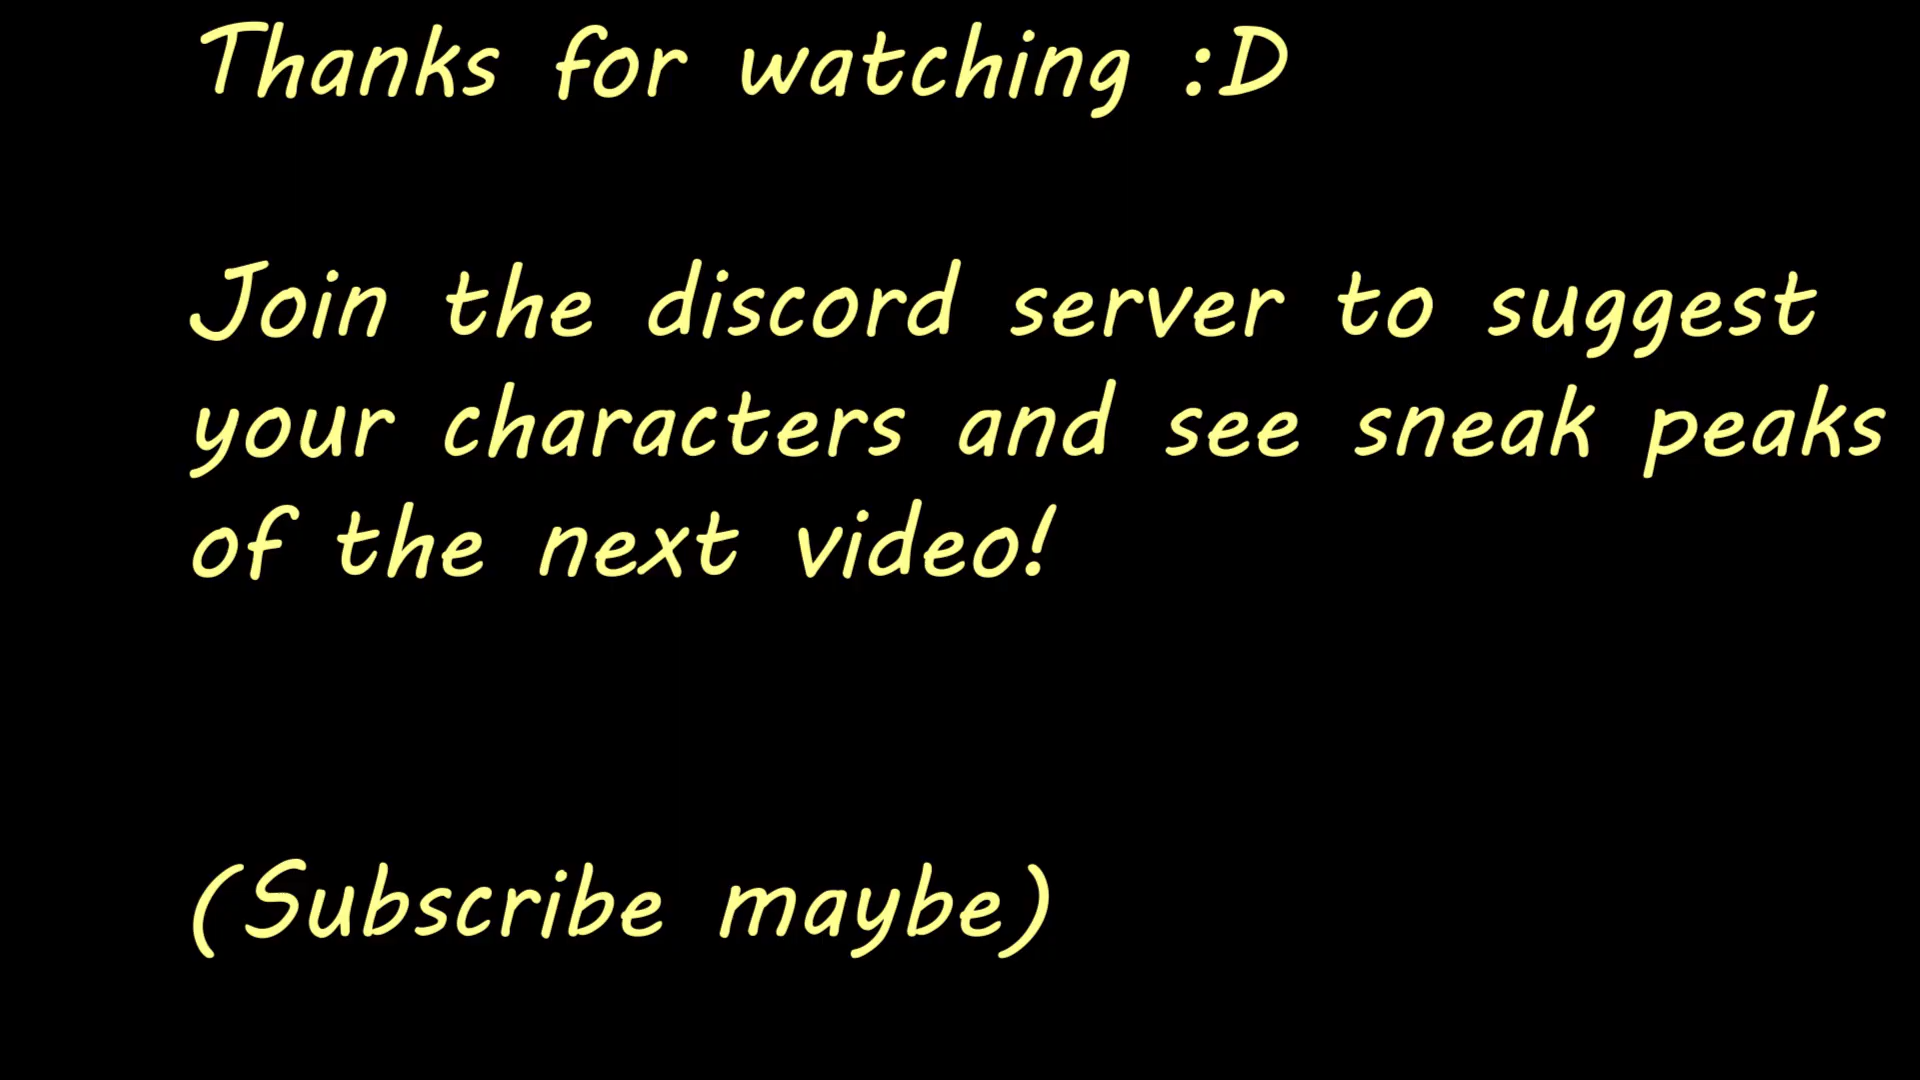 Thanks for watching :D
Join the discord server to suggest
your characters and see sneak peaks
of the next video!
(Subscribe maybe)